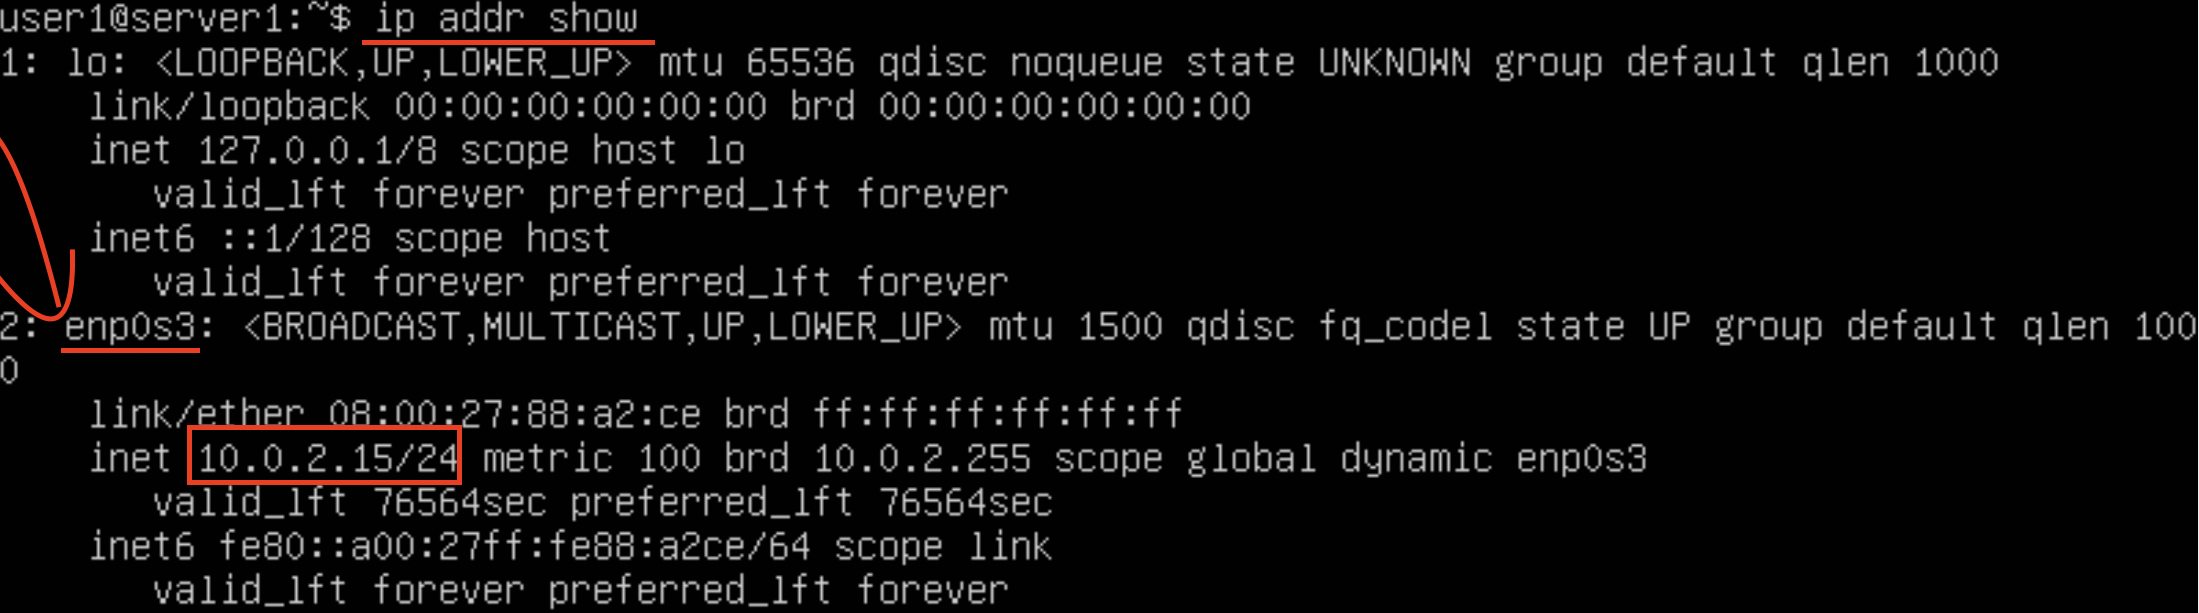 user1@server1:~$ ip addr show
1: lo: <LOOPBACK,UP,LOWER_UP> mtu 65536 qdisc noqueue state UNKNOWN group default qlen 1000
    link/loopback 00:00:00:00:00:00 brd 00:00:00:00:00:00
    inet 127.0.0.1/8 scope host lo
       valid_lft forever preferred_lft forever
    inet6 ::1/128 scope host
       valid_lft forever preferred_lft forever
2: enp0s3: <BROADCAST,MULTICAST,UP,LOWER_UP> mtu 1500 qdisc fq_codel state UP group default qlen 100
0
    link/ether 08:00:27:88:a2:ce brd ff:ff:ff:ff:ff:ff
    inet 10.0.2.15/24 metric 100 brd 10.0.2.255 scope global dynamic enp0s3
       valid_lft 76564sec preferred_lft 76564sec
    inet6 fe80::a00:27ff:fe88:a2ce/64 scope link
       valid_lft forever preferred_lft forever